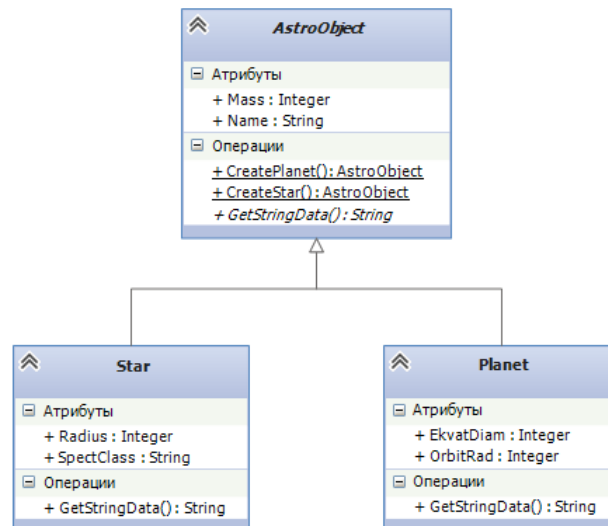 AstroObject
Атрибуты
+ Mass : Integer
+ Name : String
Операции
+ CreatePlanet() : AstroObject
+ CreateStar() : AstroObject
+ GetStringData() : String
Star
Атрибуты
+ Radius : Integer
+ SpectClass : String
Операции
+ GetStringData() : String
Planet
Атрибуты
+ EkvatDiam : Integer
+ OrbitRad : Integer
Операции
+ GetStringData() : String